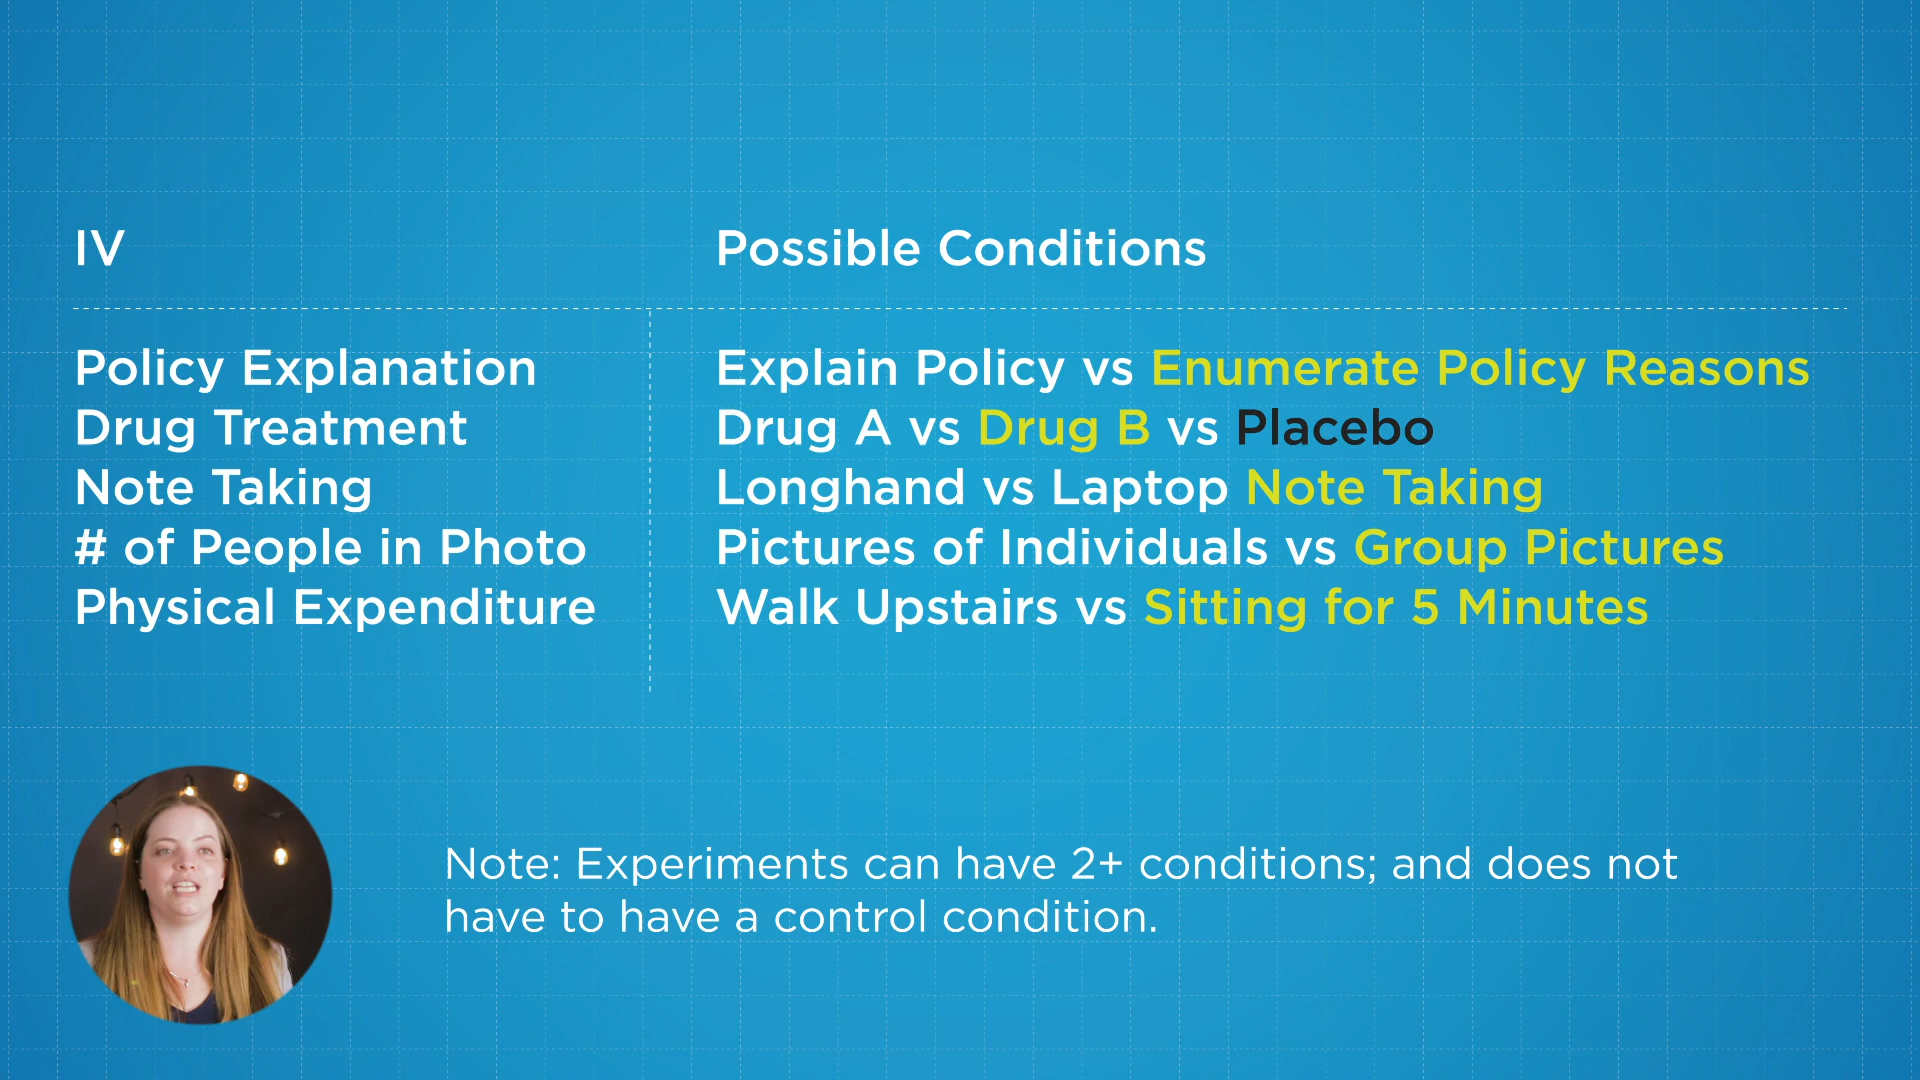 IV
Possible Conditions
Policy Explanation
Explain Policy vs Enumerate Policy Reasons
Drug Treatment
Drug A vs Drug B vs Placebo
Note Taking
Longhand vs Laptop Note Taking
# of People in Photo
Pictures of Individuals vs Group Pictures
Physical Expenditure
Walk Upstairs vs Sitting for 5 Minutes
Note: Experiments can have 2+ conditions; and does not
have to have a control condition.